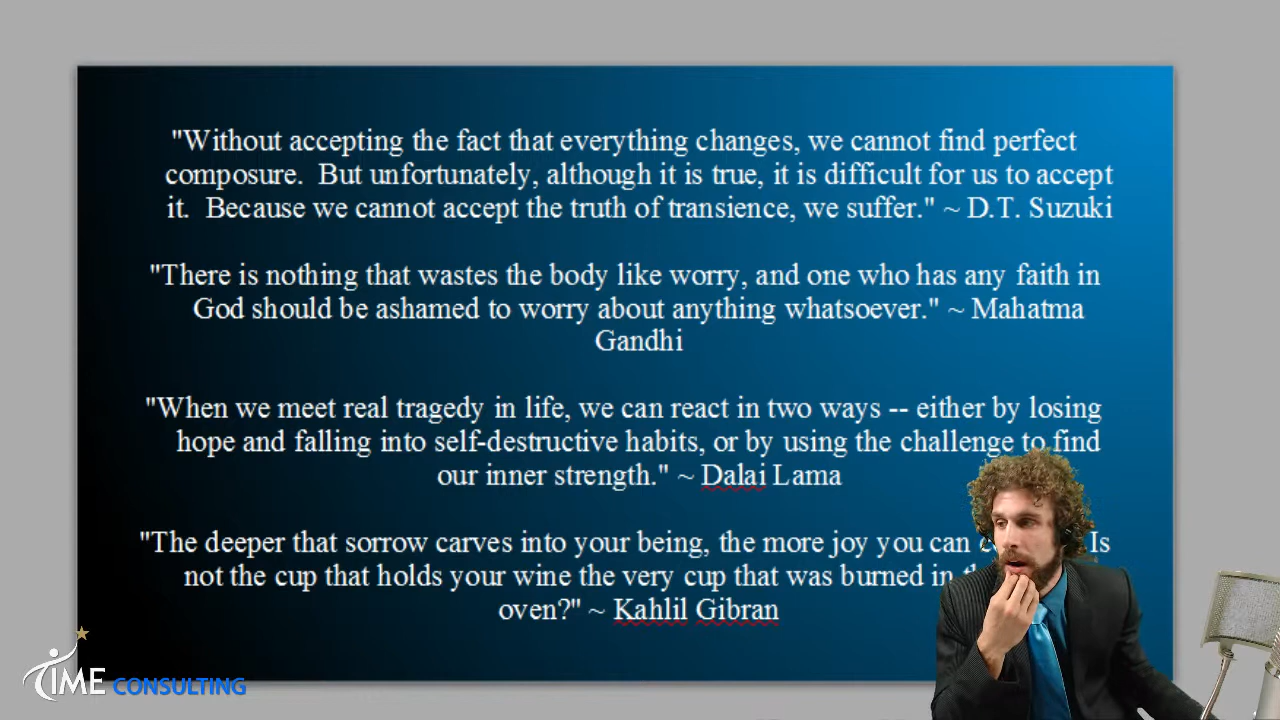 "Without accepting the fact that everything changes, we cannot find perfect
composure.  But unfortunately, although it is true, it is difficult for us to accept
it.  Because we cannot accept the truth of transience, we suffer." ~ D.T. Suzuki
"There is nothing that wastes the body like worry, and one who has any faith in
God should be ashamed to worry about anything whatsoever." ~ Mahatma
Gandhi
"When we meet real tragedy in life, we can react in two ways -- either by losing
hope and falling into self-destructive habits, or by using the challenge to find
our inner strength." ~ Dalai Lama
"The deeper that sorrow carves into your being, the more joy you can Is
not the cup that holds your wine the very cup that was burned in
oven?" ~ Kahlil Gibran
TIME CONSULTING